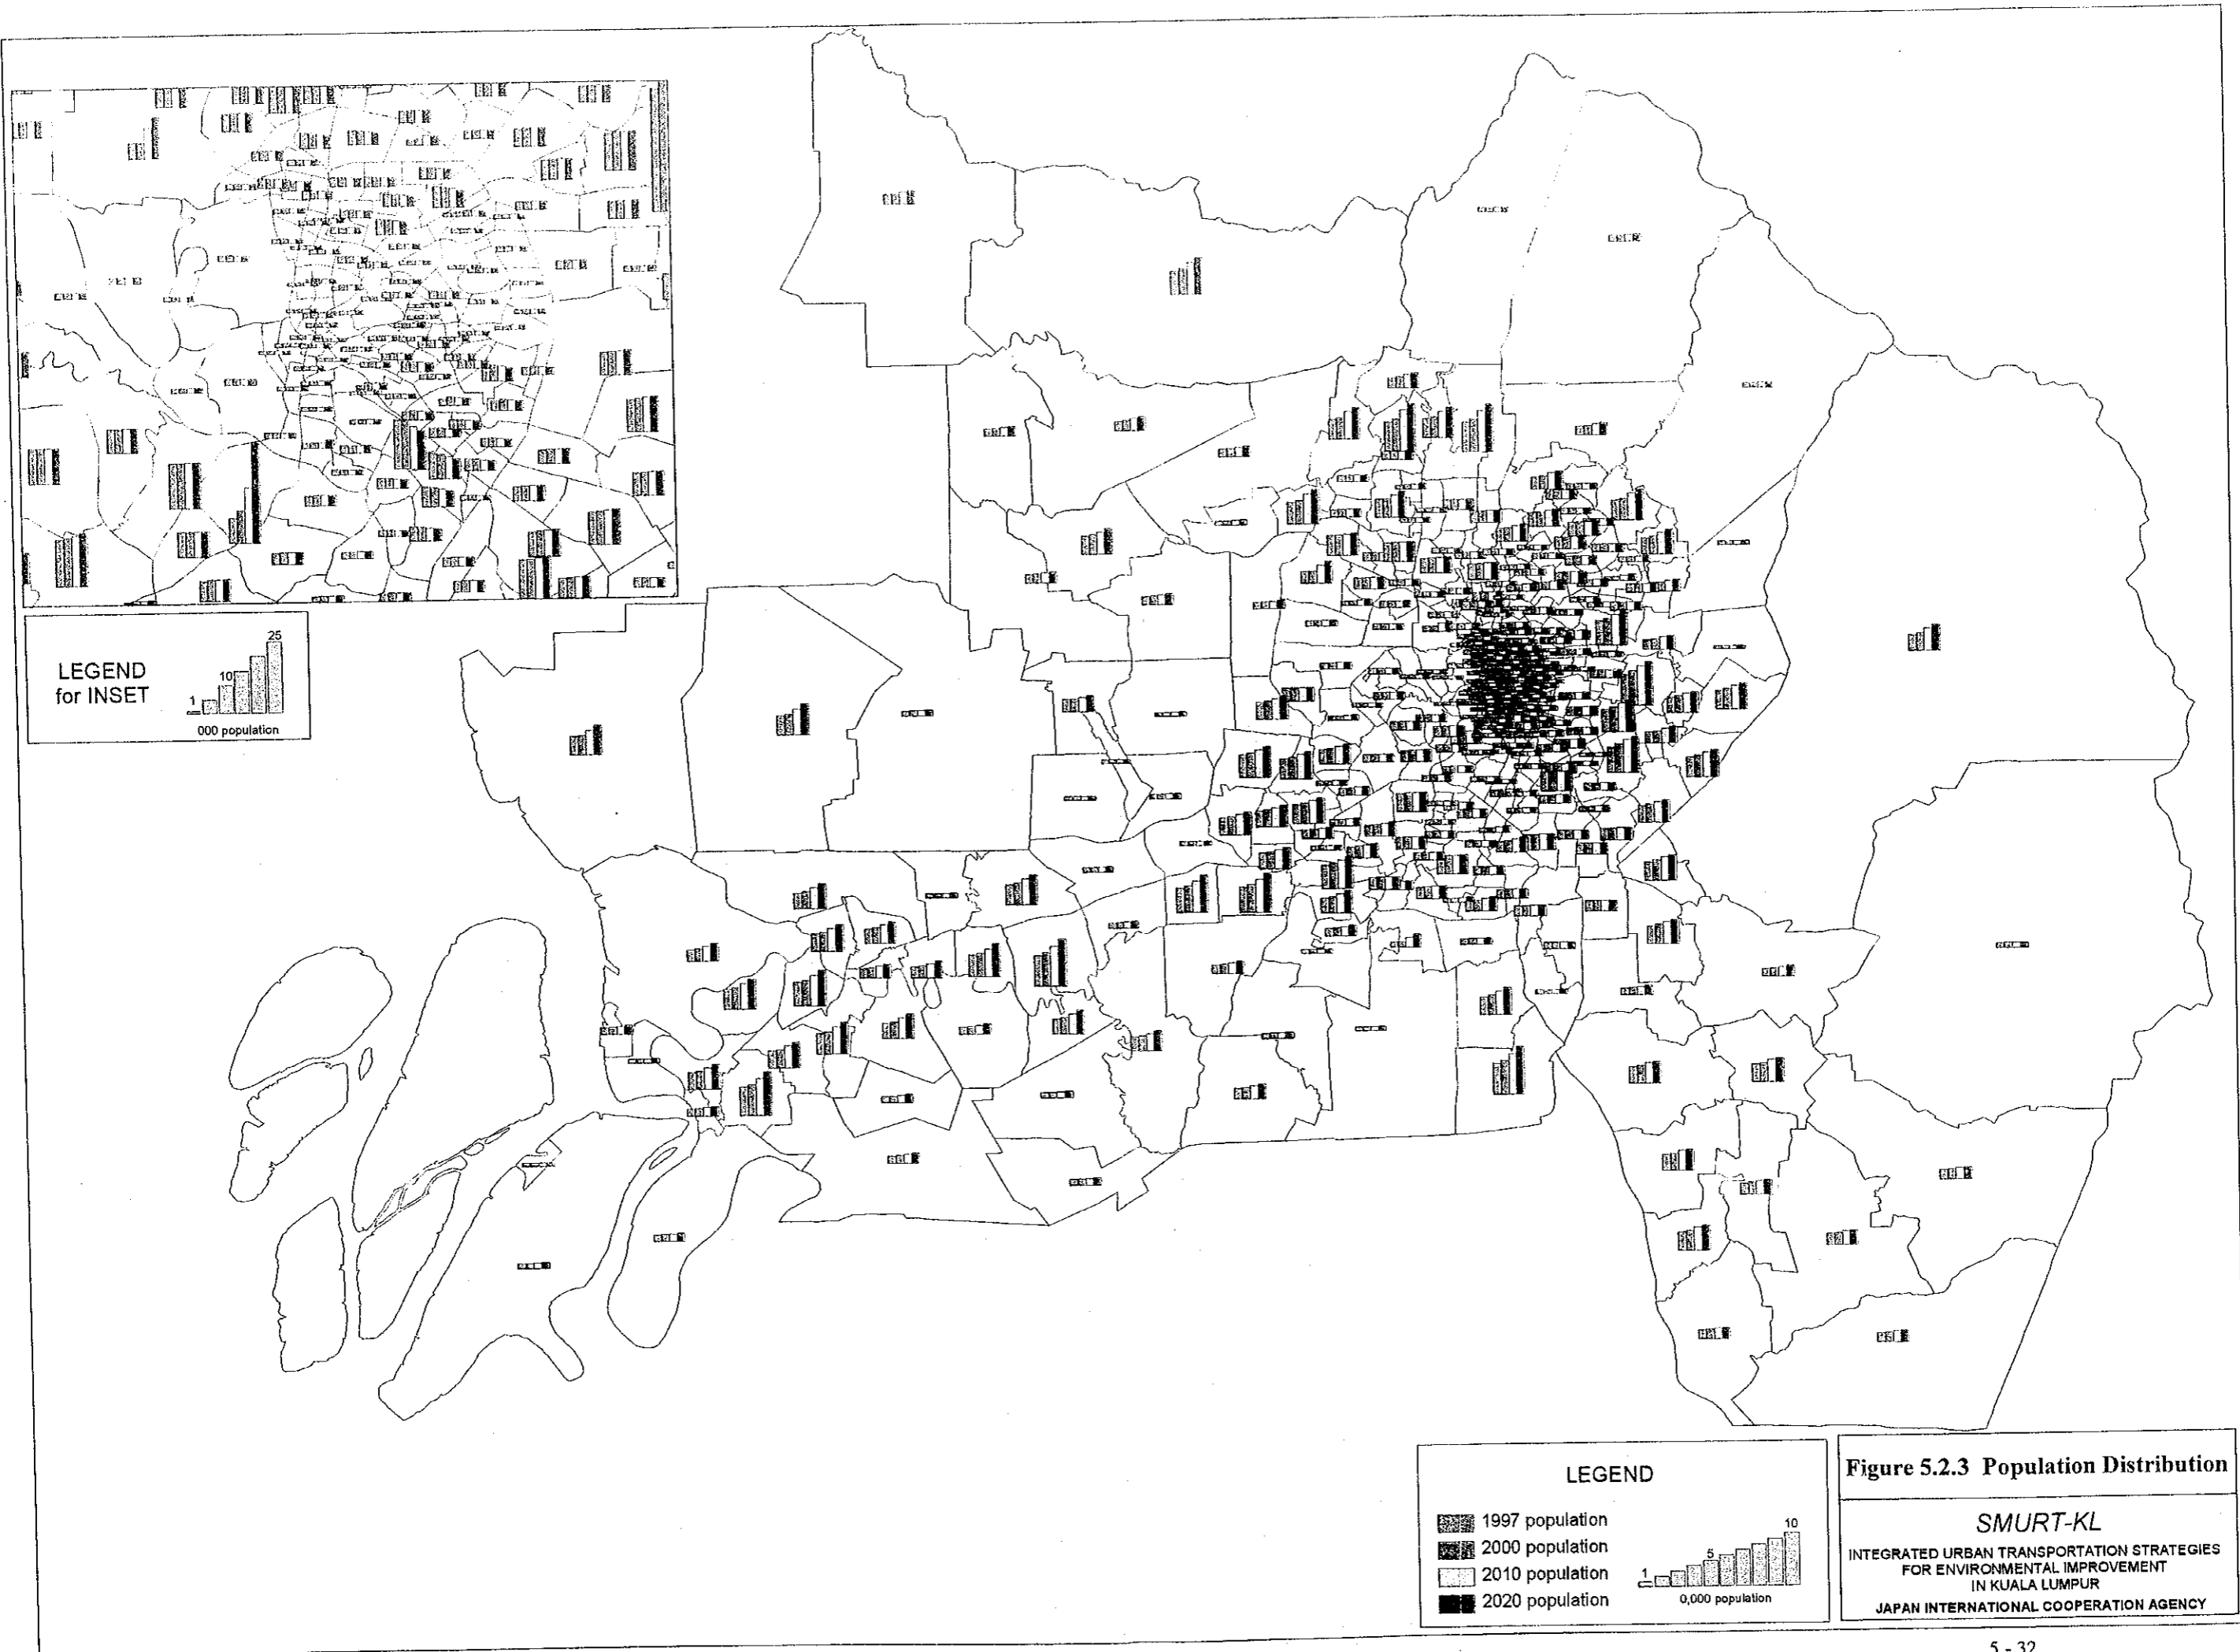 LEGEND
for INSET
1
10
25
000 population
LEGEND
1997 population
2000 population
2010 population
2020 population
1
5
10
0,000 population
Figure 5.2.3 Population Distribution
SMURT-KL
INTEGRATED URBAN TRANSPORTATION STRATEGIES
FOR ENVIRONMENTAL IMPROVEMENT
IN KUALA LUMPUR
JAPAN INTERNATIONAL COOPERATION AGENCY
5 - 32